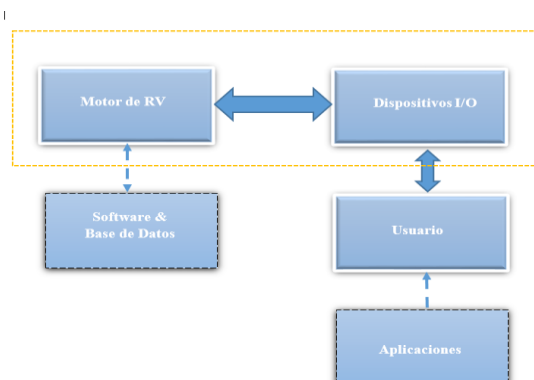 Motor de RV
Dispositivos I/O
Software &
Base de Datos
Usuario
Aplicaciones